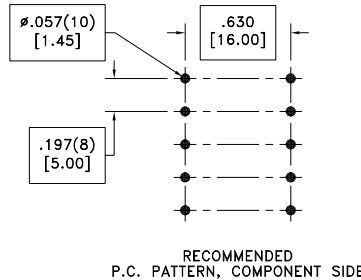 ø.057(10)
[1.45]
.630
[16.00]
.197(8)
[5.00]
RECOMMENDED
P.C. PATTERN, COMPONENT SIDE